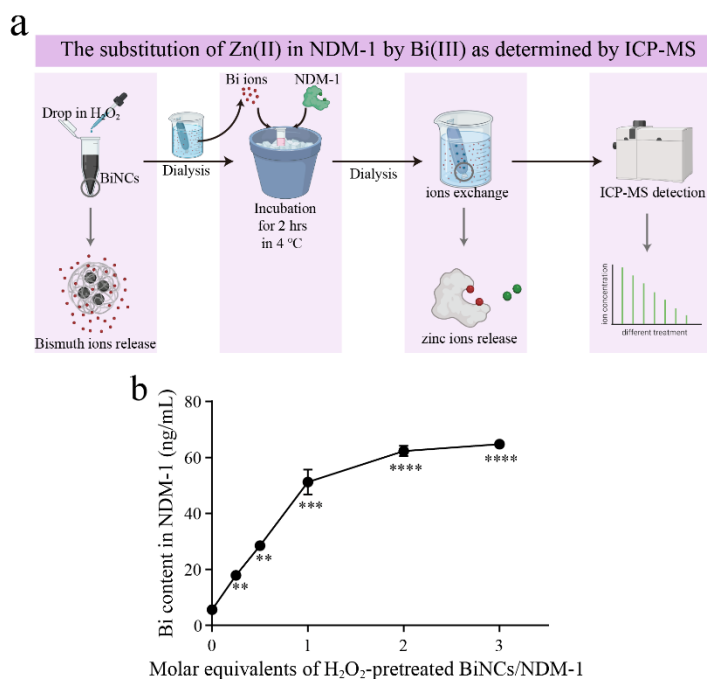 a
The substitution of Zn(II) in NDM-1 by Bi(III) as determined by ICP-MS
Drop in H₂O₂
BiNCs
Bismuth ions release
Dialysis
Bi ions
NDM-1
Incubation
for 2 hrs
in 4 °C
Dialysis
ions exchange
zinc ions release
ICP-MS detection
ion concentration
different treatment
b
Bi content in NDM-1 (ng/mL)
80
60
40
20
0
**
**
***
****
****
0
1
2
3
Molar equivalents of H₂O₂-pretreated BiNCs/NDM-1